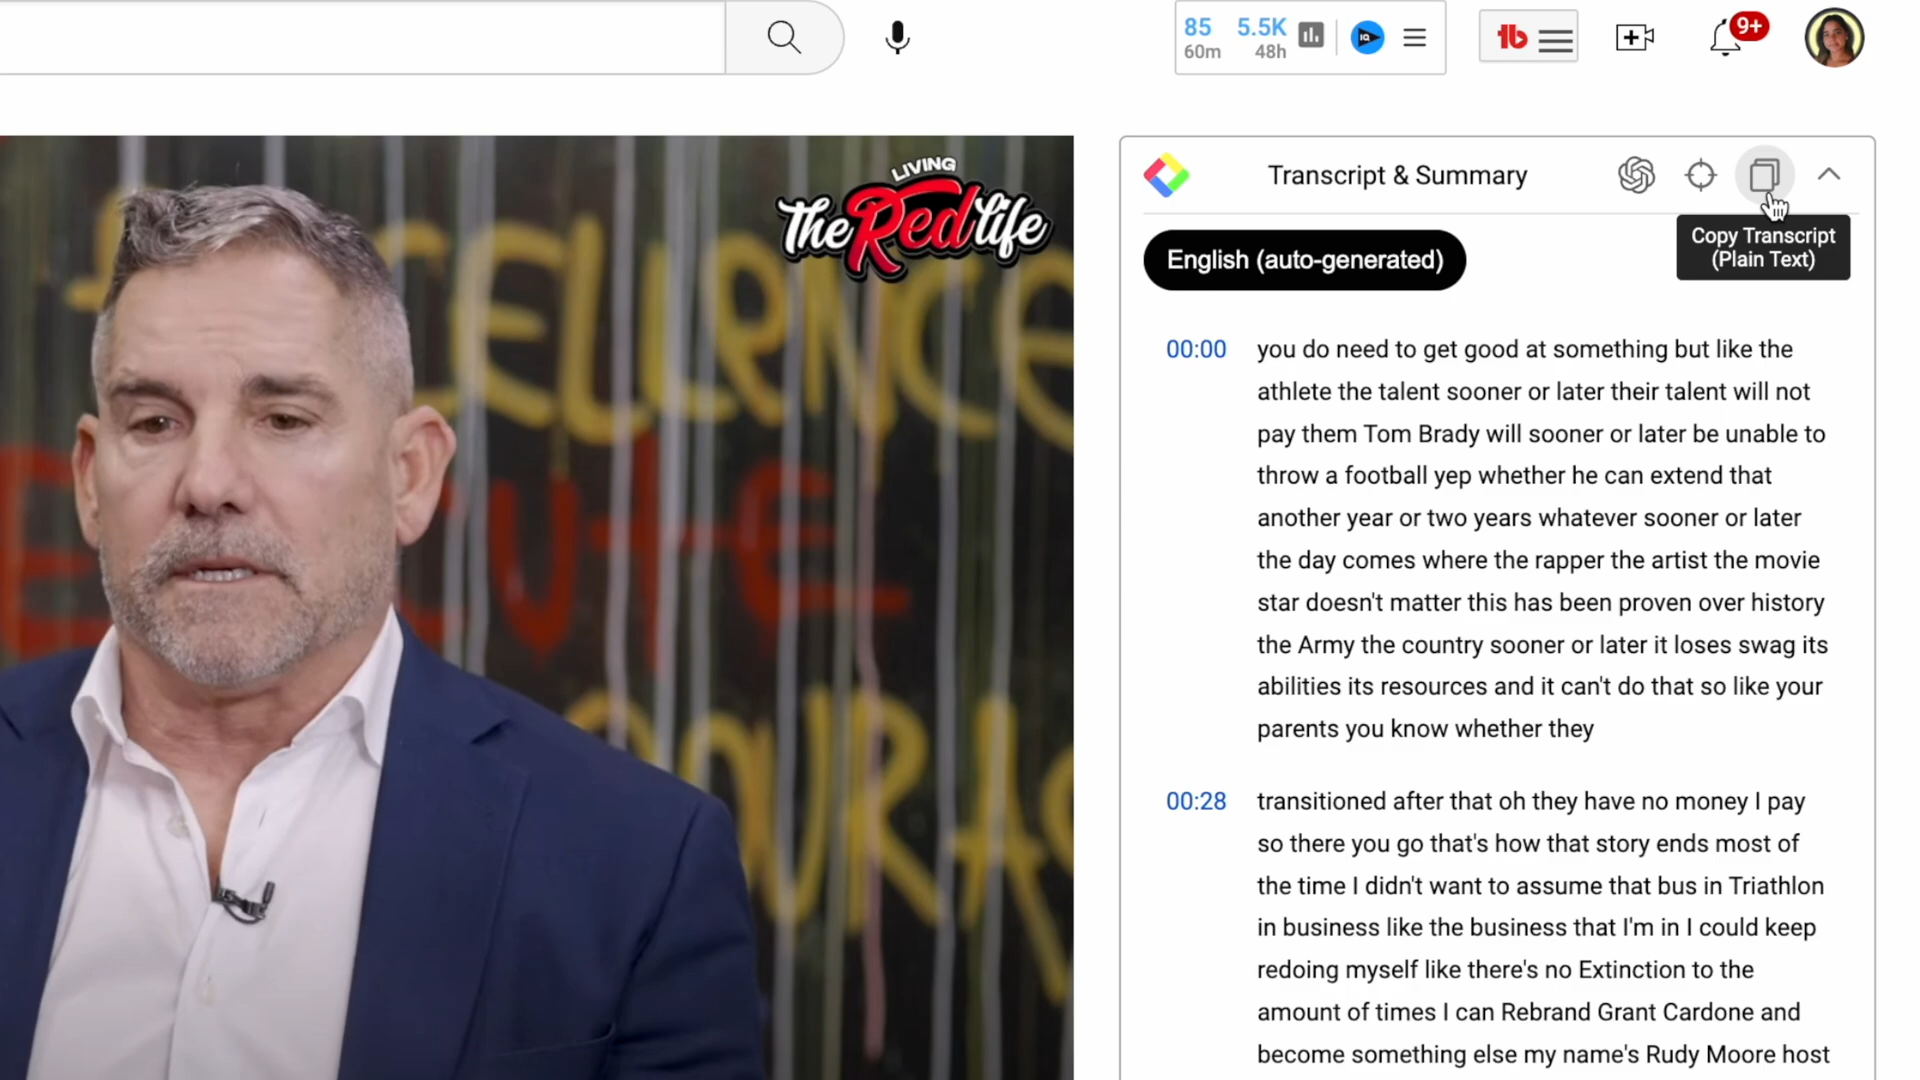 85 5.5K
60m 48h
IQ
tb
9+
LIVING
The Red Life
Transcript & Summary
Copy Transcript
(Plain Text)
English (auto-generated)
00:00 you do need to get good at something but like the
athlete the talent sooner or later their talent will not
pay them Tom Brady will sooner or later be unable to
throw a football yep whether he can extend that
another year or two years whatever sooner or later
the day comes where the rapper the artist the movie
star doesn't matter this has been proven over history
the Army the country sooner or later it loses swag its
abilities its resources and it can't do that so like your
parents you know whether they
00:28 transitioned after that oh they have no money I pay
so there you go that's how that story ends most of
the time I didn't want to assume that bus in Triathlon
in business like the business that I'm in I could keep
redoing myself like there's no Extinction to the
amount of times I can Rebrand Grant Cardone and
become something else my name's Rudy Moore host